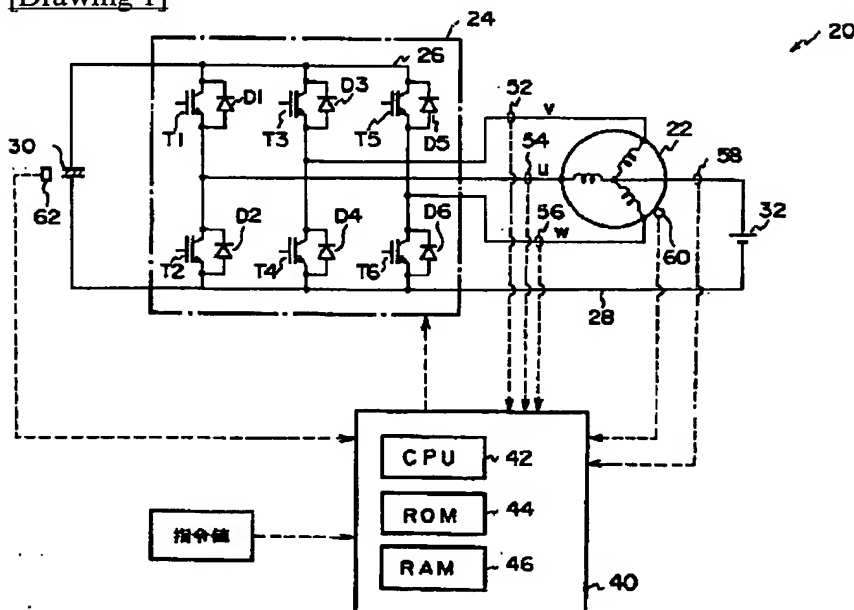 [Drawing 1]
24
20
26
52
D1
D3
v
T1
T3
T5
D5
22
30
54
58
u
62
56
D2
D4
D6
w
32
T2
T4
T6
60
28
CPU
42
ROM
44
指令値
RAM
46
40